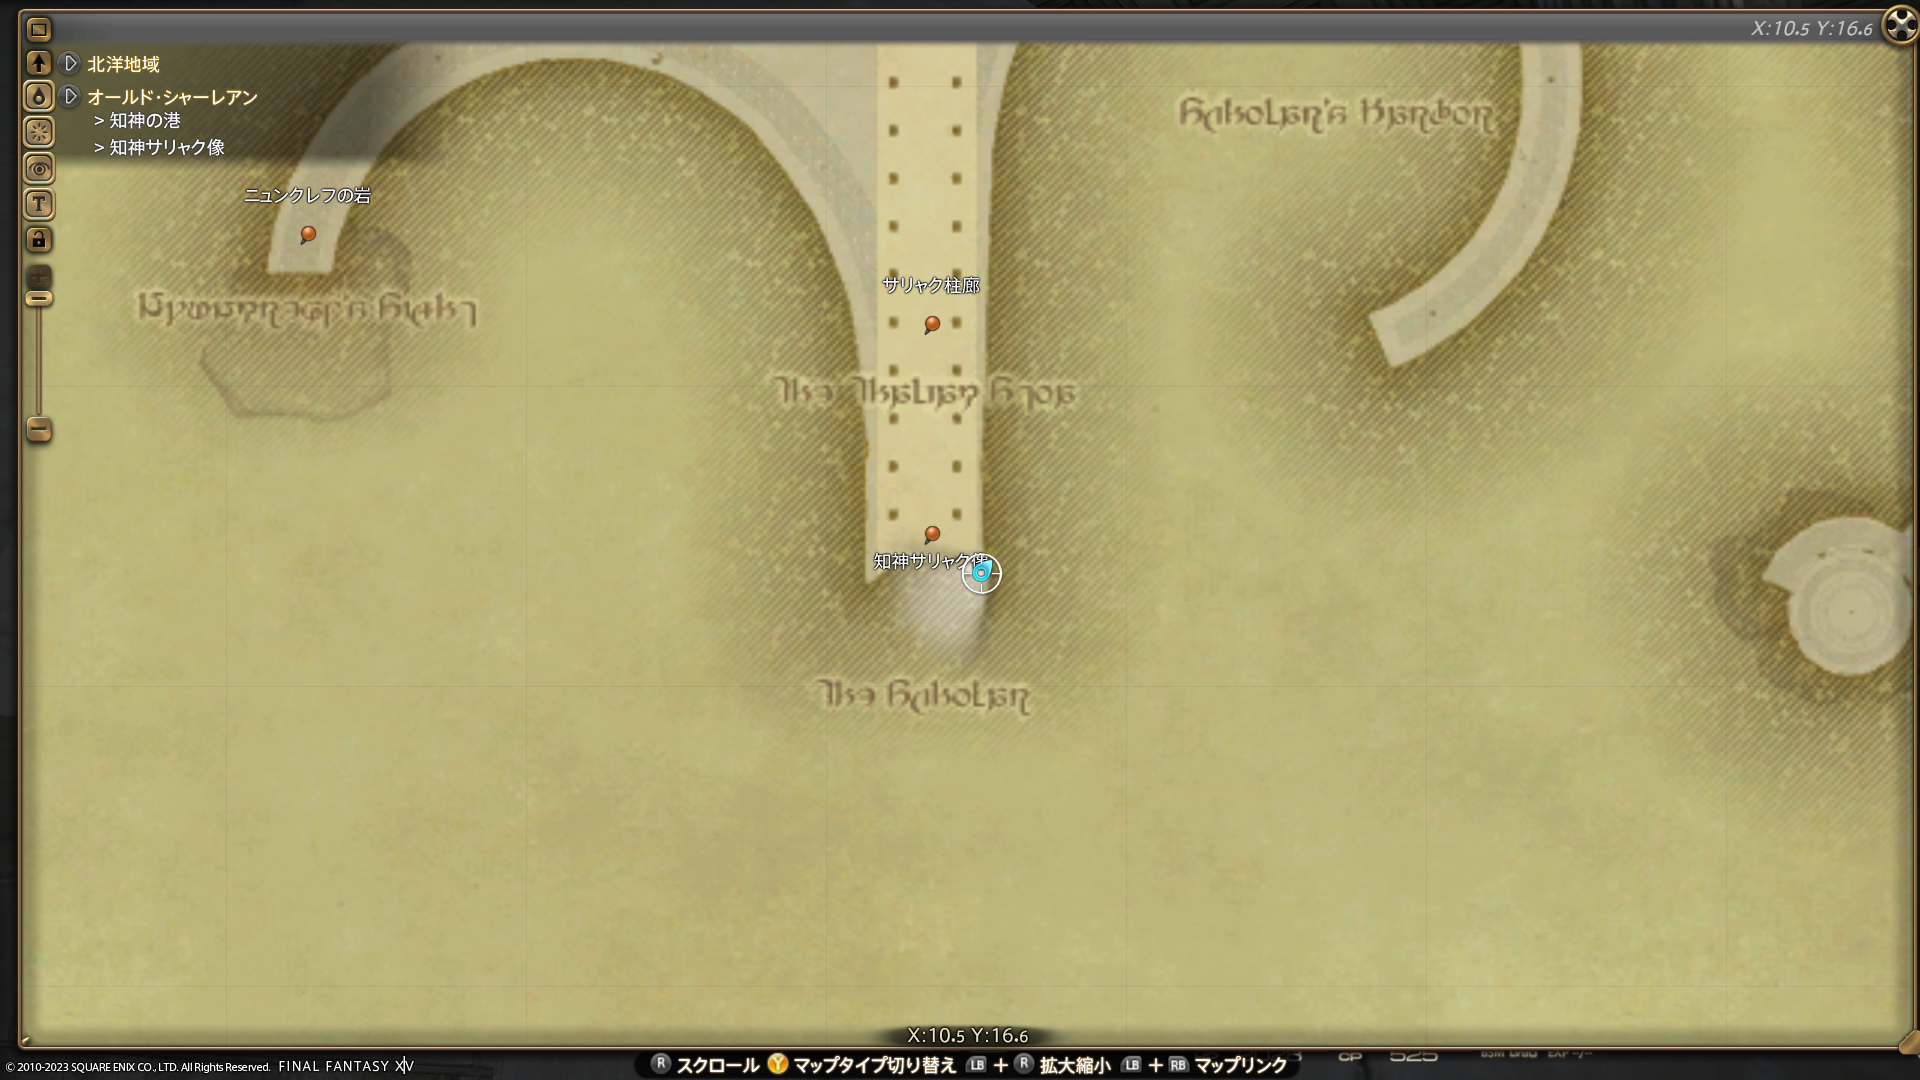 X:10.5 Y:16.6
北洋地域
オールド・シャーレアン
> 知神の港
> 知神サリャク像
T
ニュンクレフの岩
サリャク柱廊
知神サリャク像
X:10.5 Y:16.6
© 2010-2023 SQUARE ENIX CO., LTD. All Rights Reserved. FINAL FANTASY XIV
R スクロール Y マップタイプ切り替え LB + R 拡大縮小 LB + RB マップリンク
CP 525